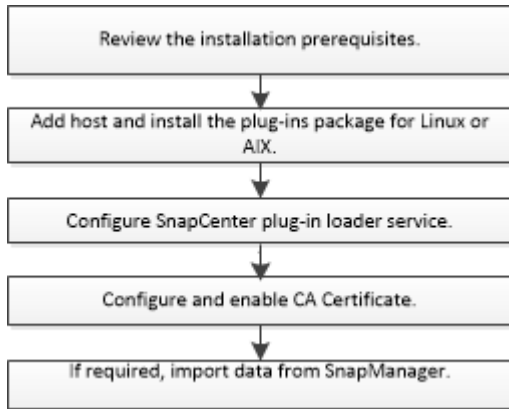 Review the installation prerequisites.
Add host and install the plug-ins package for Linux or
AIX.
Configure SnapCenter plug-in loader service.
Configure and enable CA Certificate.
If required, import data from SnapManager.